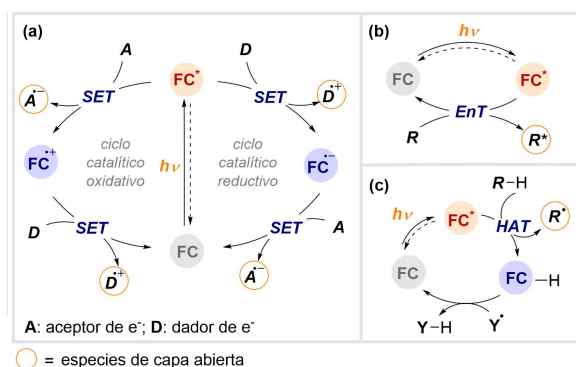 (a)
A
FC*
D
A•−
SET
SET
D•+
FC•+
ciclo
catalítico
oxidativo
hν
ciclo
catalítico
reductivo
FC•−
D
SET
FC
SET
A
D•+
A•−
A: aceptor de e-; D: dador de e-
= especies de capa abierta
(b)
hν
FC
FC*
EnT
R
R*
(c)
R−H
hν
FC*
HAT
R•
FC
FC−H
Y−H
Y•